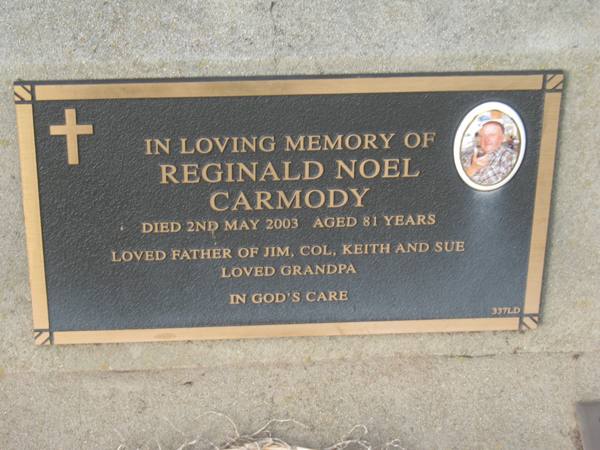 IN LOVING MEMORY OF
REGINALD NOEL
CARMODY
DIED 2ND MAY 2003 AGED 81 YEARS
LOVED FATHER OF JIM, COL, KEITH AND SUE
LOVED GRANDPA
IN GOD'S CARE
337LD